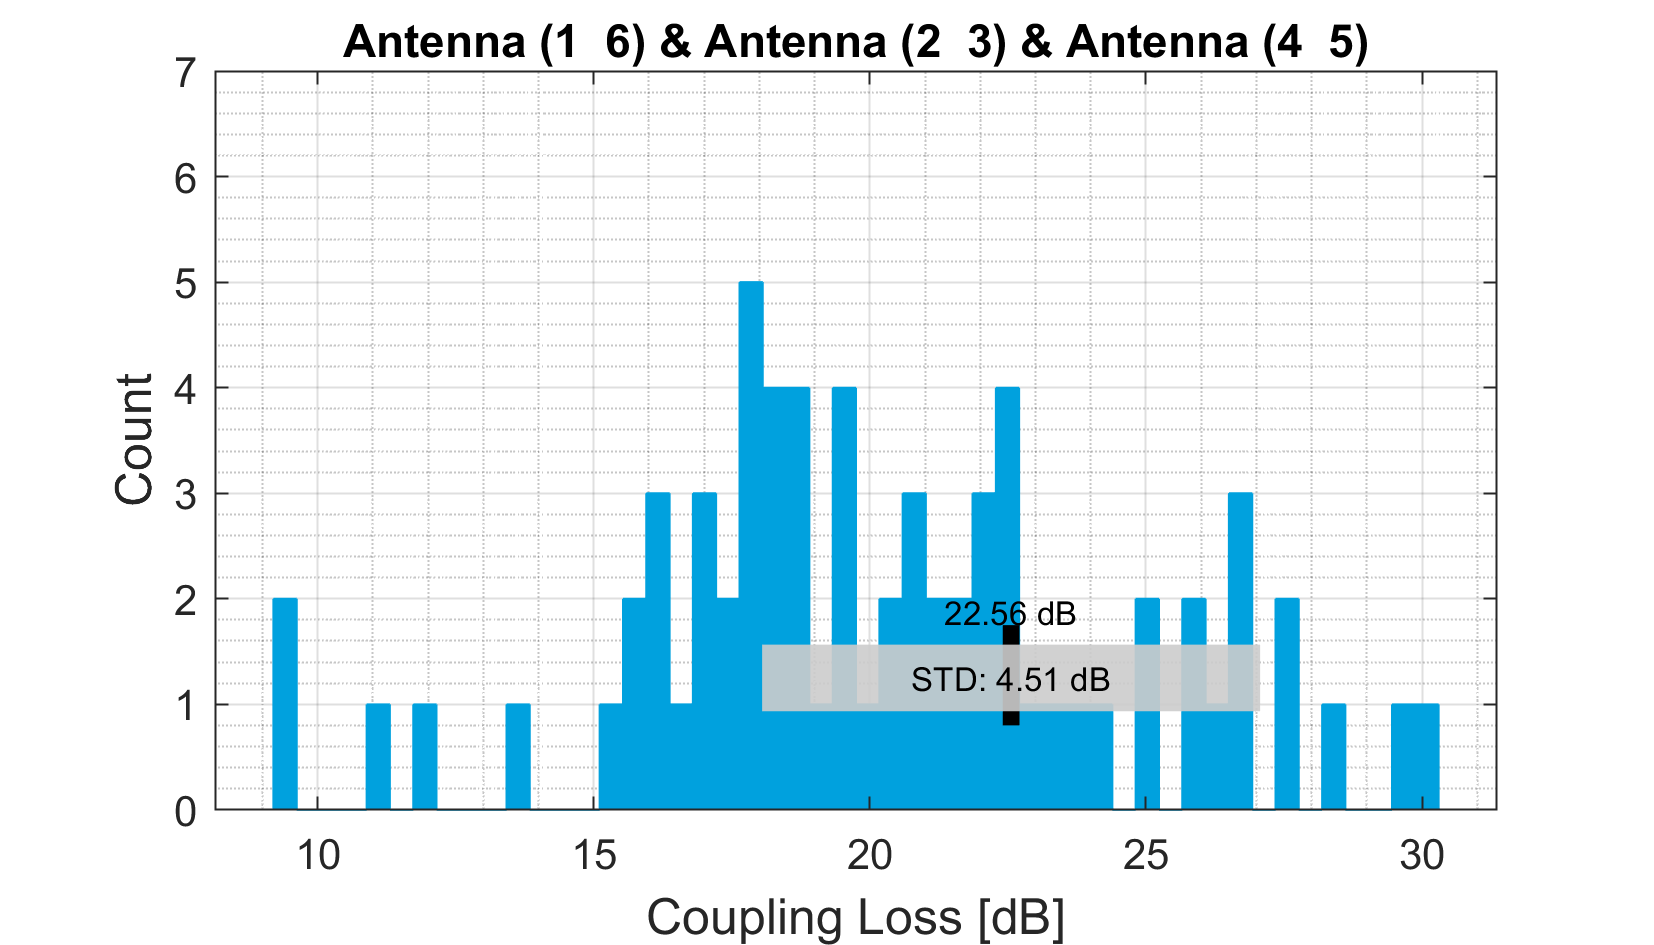 Antenna (1  6) & Antenna (2  3) & Antenna (4  5)
7
6
5
4
3
2
1
0
Count
22.56 dB
STD: 4.51 dB
10 15 20 25 30
Coupling Loss [dB]